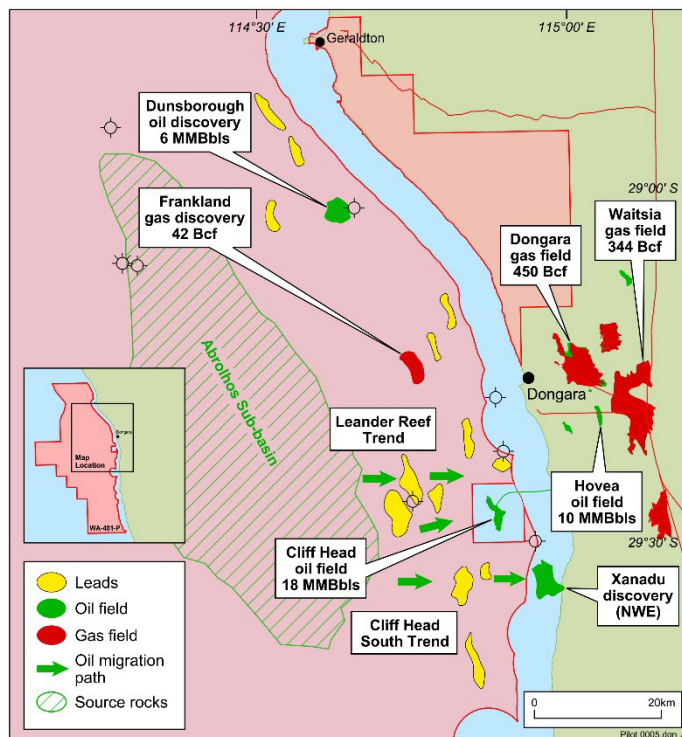 114°30' E
115°00' E
Geraldton
Dunsborough
oil discovery
6 MMBbls
29°00' S
Frankland
gas discovery
42 Bcf
Waitsia
gas field
344 Bcf
Dongara
gas field
450 Bcf
Abrolhos Sub-basin
Dongara
Leander Reef
Trend
Dongara
Map
Location
WA-481-P
Hovea
oil field
10 MMBbls
29°30' S
Cliff Head
oil field
18 MMBbls
Xanadu
discovery
(NWE)
Cliff Head
South Trend
Leads
Oil field
Gas field
Oil migration
path
Source rocks
0
20km
Pilot 0005.dgn